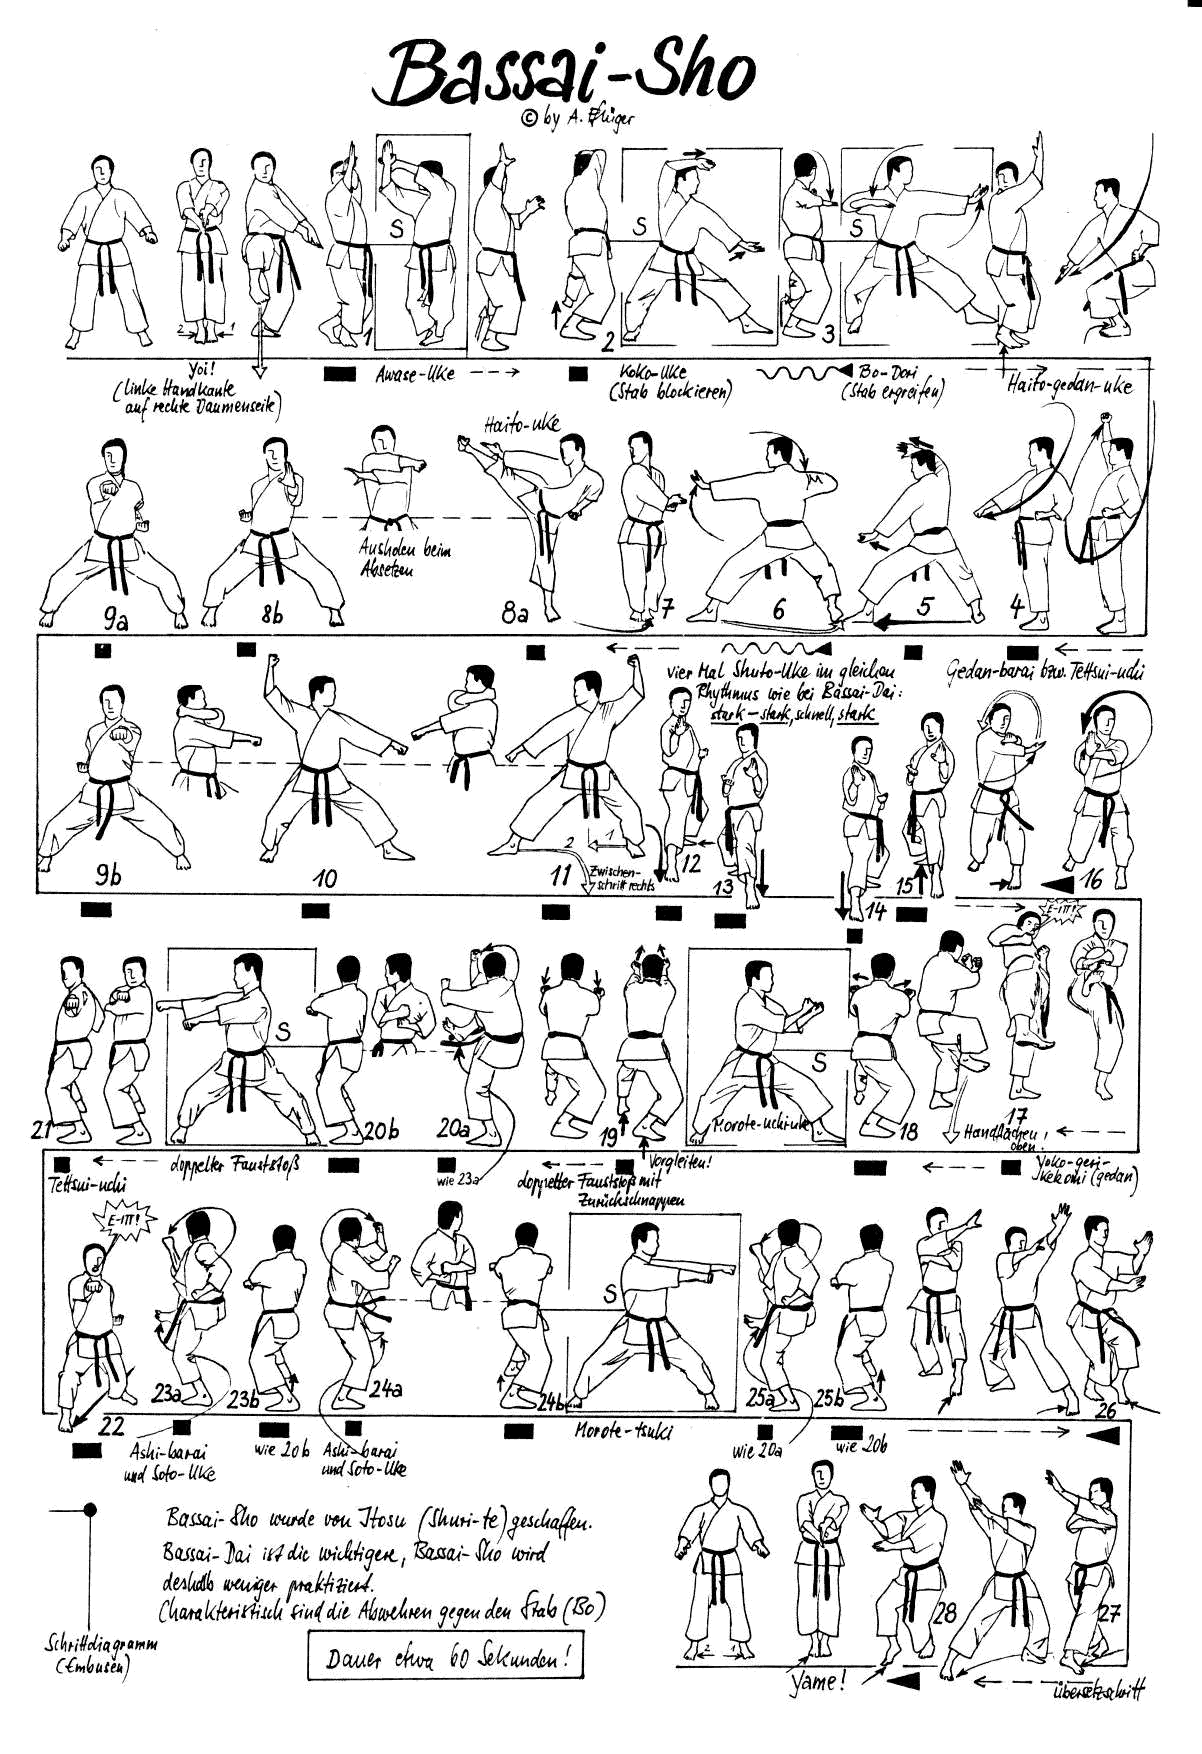 Bassai-Sho
© by A. Pflüger
S
S
S
1
2
3
2 1
Yoi!
(linke Handkante
auf rechte Daumenseite)
Awase-Uke
Koko-Uke
(Stab blockieren)
Bo-Dori
(Stab ergreifen)
Haito-gedan-uke
Haito-uke
Ausholen beim
Absetzen
9a
8b
8a
7
6
5
4
vier Mal Shuto-Uke im gleichen
Rhythmus wie bei Bassai-Dai:
stark – stark, schnell, stark
Gedan-barai bzw. Tettsui-uchi
9b
10
11
2 1
Zwischen-
schritt rechts
12
13
14
15
16
E-ITT!
S
S
21
20b
20a
19
Morote-uchi-uke
18
17
Handflächen
oben!
Tettsui-uchi
doppelter Fauststoß
wie 23a
Vorgleiten!
doppelter Fauststoß mit
Zurückschnappen
Yoko-geri-
kekomi (gedan)
E-ITT!
S
22
23a
23b
24a
24b
25a
25b
26
Ashi-barai
und Soto-Uke
wie 20b
Ashi-barai
und Soto-Uke
Morote-tsuki
wie 20a
wie 20b
Bassai-Sho wurde von Itosu (Shuri-te) geschaffen.
Bassai-Dai ist die wichtigere, Bassai-Sho wird
deshalb weniger praktiziert.
Charakteristisch sind die Abwehren gegen den Stab (Bo)
Schrittdiagramm
(Embusen)
Dauer etwa 60 Sekunden!
2 1
28
27
Yame!
Übersetzschritt